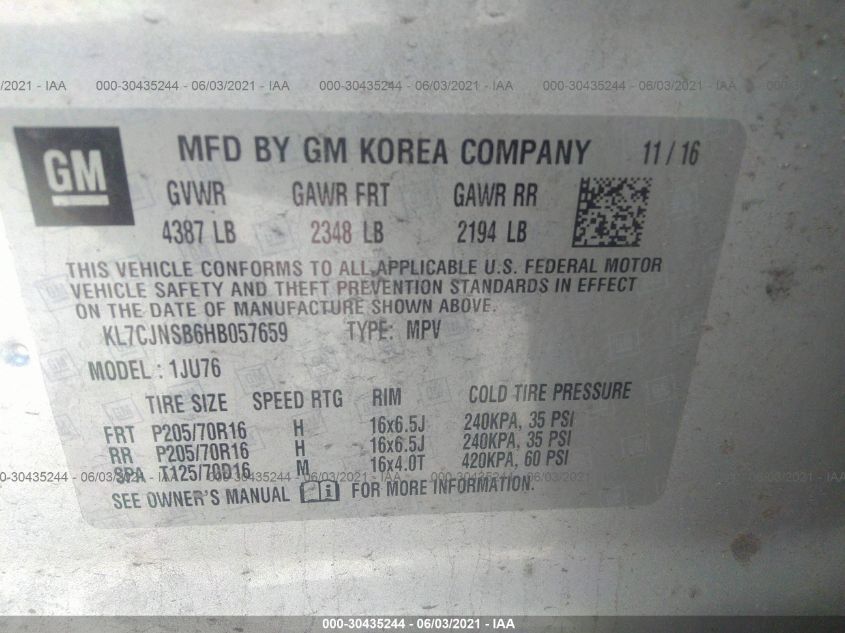 /2021 - IAA 000-30435244 - 06/03/2021 - IAA 000-30435244 - 06/03/2021 - IAA 000-30435244 - 06/03/2021 - IAA 000-30435244
GM MFD BY GM KOREA COMPANY 11 / 16
GVWR GAWR FRT GAWR RR
4387 LB 2348 LB 2194 LB
THIS VEHICLE CONFORMS TO ALL APPLICABLE U.S. FEDERAL MOTOR
VEHICLE SAFETY AND THEFT PREVENTION STANDARDS IN EFFECT
ON THE DATE OF MANUFACTURE SHOWN ABOVE.
KL7CJNSB6HB057659 TYPE: MPV
MODEL : 1JU76
TIRE SIZE SPEED RTG RIM COLD TIRE PRESSURE
FRT P205/70R16 H 16x6.5J 240KPA, 35 PSI
RR P205/70R16 H 16x6.5J 240KPA, 35 PSI
SPA T125/70D16 M 16x4.0T 420KPA, 60 PSI
SEE OWNER'S MANUAL FOR MORE INFORMATION.
000-30435244 - 06/03/2021 - IAA